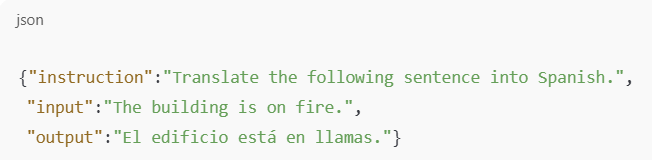 json
{"instruction":"Translate the following sentence into Spanish.",
"input":"The building is on fire.",
"output":"El edificio está en llamas."}